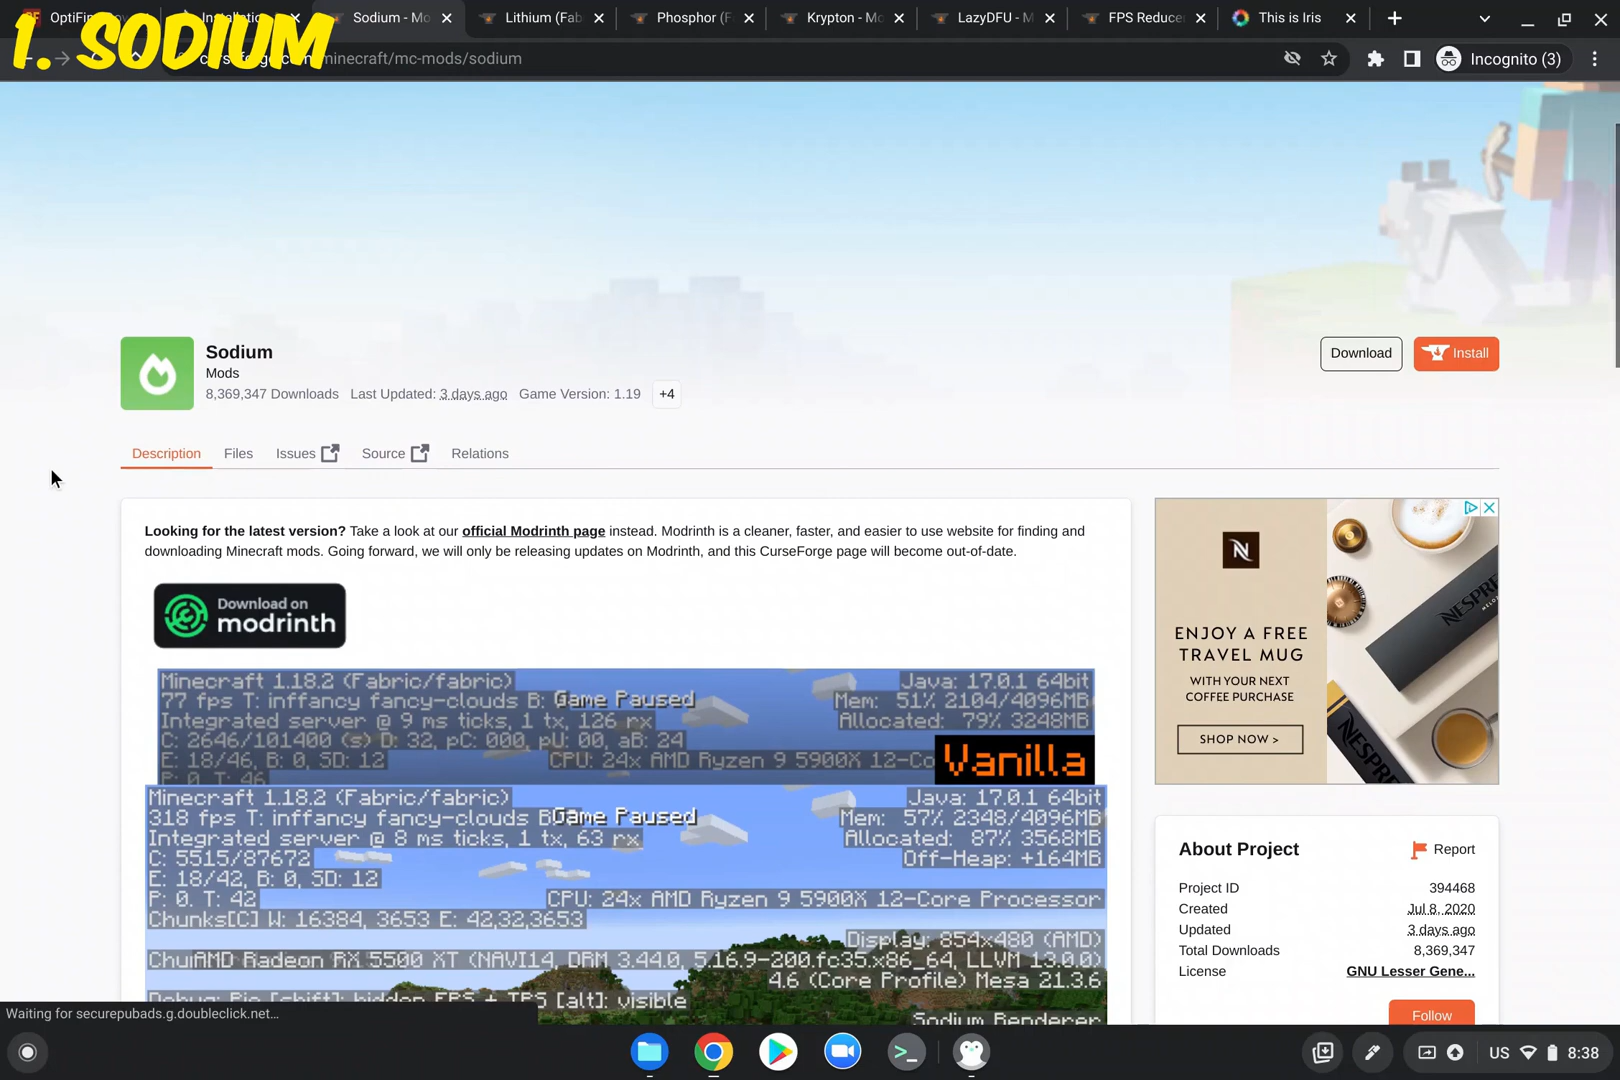 1. SODIUM
Sodium - Mo
Lithium (Fab
Phosphor (F
Krypton - Mo
LazyDFU - M
FPS Reduce
This is Iris
minecraft/mc-mods/sodium
Incognito (3)
Sodium
Mods
8,369,347 Downloads Last Updated: 3 days ago Game Version: 1.19 +4
Download
Install
Description Files Issues Source Relations
Looking for the latest version? Take a look at our official Modrinth page instead. Modrinth is a cleaner, faster, and easier to use website for finding and
downloading Minecraft mods. Going forward, we will only be releasing updates on Modrinth, and this CurseForge page will become out-of-date.
Download on
modrinth
Minecraft 1.18.2 (Fabric/fabric)
Java: 17.0.1 64bit
77 fps T: inffancy fancy-clouds B:
Game Paused
Mem: 51% 2104/4096MB
Integrated server @ 9 ms ticks, 1 tx, 126 rx
Allocated: 79% 3248MB
C: 2646/101400 (s) D: 32, pC: 000, pU: 00, aB: 24
E: 18/46, B: 0, SD: 12
CPU: 24x AMD Ryzen 9 5900X 12-Co
P: 0. T: 46
Vanilla
Minecraft 1.18.2 (Fabric/fabric)
Java: 17.0.1 64bit
318 fps T: inffancy fancy-clouds B
Game Paused
Mem: 57% 2348/4096MB
Integrated server @ 8 ms ticks, 1 tx, 63 rx
Allocated: 87% 3568MB
C: 5515/87672
Off-Heap: +164MB
E: 18/42, B: 0, SD: 12
P: 0. T: 42
CPU: 24x AMD Ryzen 9 5900X 12-Core Processor
Chunks[C] W: 16384, 3653 E: 42,32,3653
Display: 854x480 (AMD)
AMD Radeon RX 5500 XT (NAVI14, DRM 3.44.0, 5.16.9-200.fc35.x86_64, LLVM 13.0.0)
4.6 (Core Profile) Mesa 21.3.6
Debug: Pie [shift]: hidden FPS + TPS [alt]: visible
Sodium Renderer
N
ENJOY A FREE
TRAVEL MUG
WITH YOUR NEXT
COFFEE PURCHASE
SHOP NOW >
About Project
Report
Project ID 394468
Created Jul 8, 2020
Updated 3 days ago
Total Downloads 8,369,347
License GNU Lesser Gene...
Follow
Waiting for securepubads.g.doubleclick.net...
US 8:38